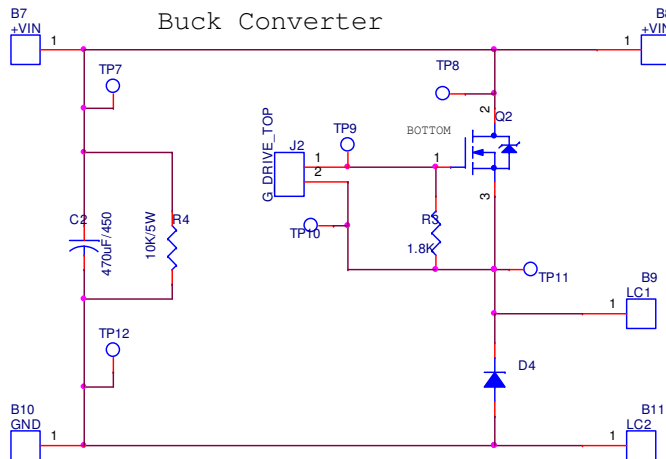 Buck Converter
B7
+VIN
1
B8
+VIN
1
TP7
TP8
2
Q2
BOTTOM
TP9
G_DRIVE_TOP
J2
1
2
1
3
C2
470uF/450
10K/5W
R4
TP10
R3
1.8K
TP11
B9
LC1
1
TP12
D4
B10
GND
1
B11
LC2
1